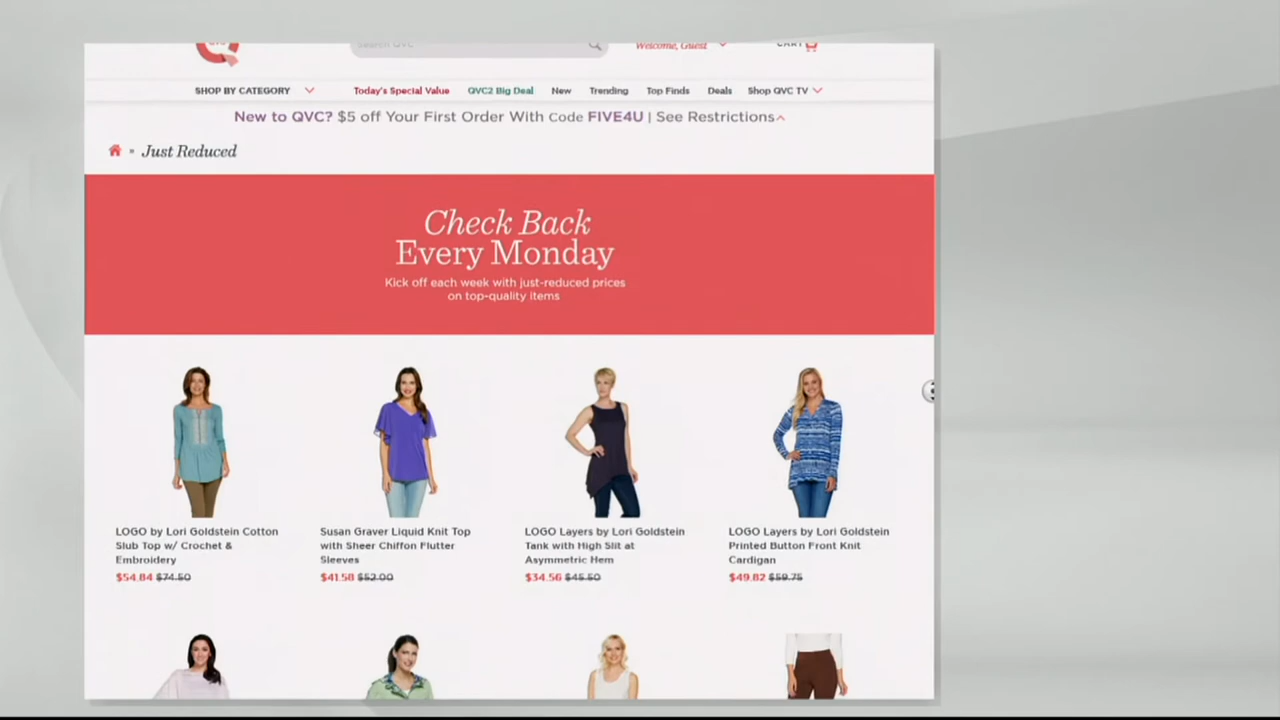 Search QVC
Welcome, Guest
CART
SHOP BY CATEGORY
Today's Special Value
QVC2 Big Deal
New
Trending
Top Finds
Deals
Shop QVC TV
New to QVC? $5 off Your First Order With Code FIVE4U | See Restrictions
» Just Reduced
Check Back
Every Monday
Kick off each week with just-reduced prices
on top-quality items
LOGO by Lori Goldstein Cotton
Slub Top w/ Crochet &
Embroidery
$54.84 $74.50
Susan Graver Liquid Knit Top
with Sheer Chiffon Flutter
Sleeves
$41.58 $52.00
LOGO Layers by Lori Goldstein
Tank with High Slit at
Asymmetric Hem
$34.56 $45.50
LOGO Layers by Lori Goldstein
Printed Button Front Knit
Cardigan
$49.82 $59.75